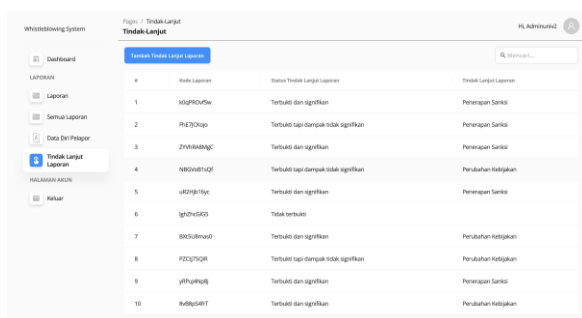 Whistleblowing System
Pages / Tindak-Lanjut
Tindak-Lanjut
Hi, Adminuniv2
Dashboard
LAPORAN
Laporan
Semua Laporan
Data Diri Pelapor
Tindak Lanjut
Laporan
HALAMAN AKUN
Keluar
Tambah Tindak Lanjut Laporan
Mencari...
# Kode Laporan Status Tindak Lanjut Laporan Tindak Lanjut Laporan
1 Terbukti dan signifikan Penerapan Sanksi
2 Terbukti tapi dampak tidak signifikan Penerapan Sanksi
3 Terbukti dan signifikan Penerapan Sanksi
4 Terbukti tapi dampak tidak signifikan Perubahan Kebijakan
5 Terbukti dan signifikan Penerapan Sanksi
6 Tidak terbukti
7 Terbukti dan signifikan Perubahan Kebijakan
8 Terbukti tapi dampak tidak signifikan Perubahan Kebijakan
9 Terbukti dan signifikan Penerapan Sanksi
10 Terbukti dan signifikan Perubahan Kebijakan